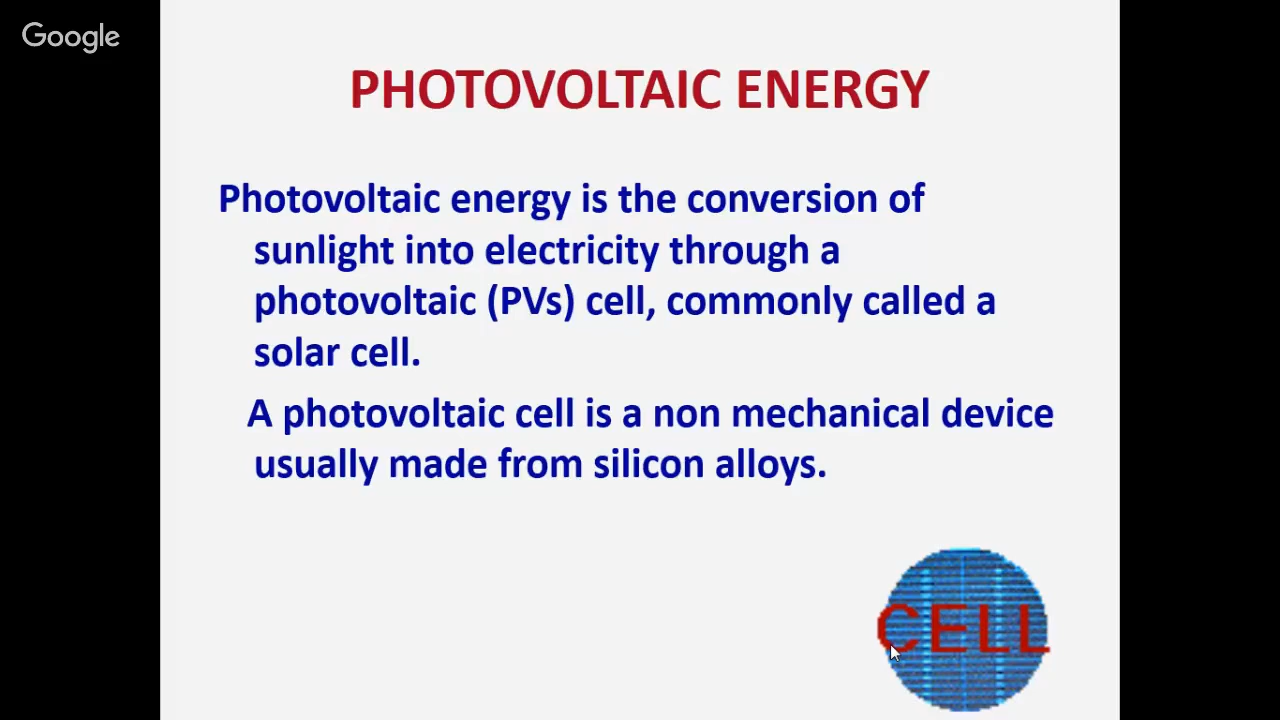 Google
PHOTOVOLTAIC ENERGY
Photovoltaic energy is the conversion of
sunlight into electricity through a
photovoltaic (PVs) cell, commonly called a
solar cell.
A photovoltaic cell is a non mechanical device
usually made from silicon alloys.
CELL